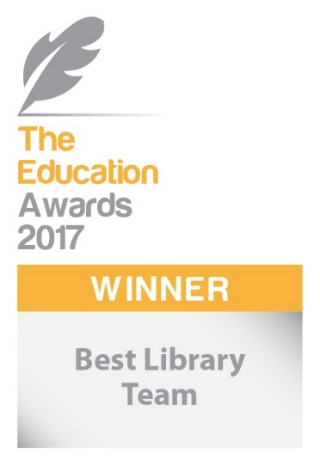 The
Education
Awards
2017
WINNER
Best Library
Team